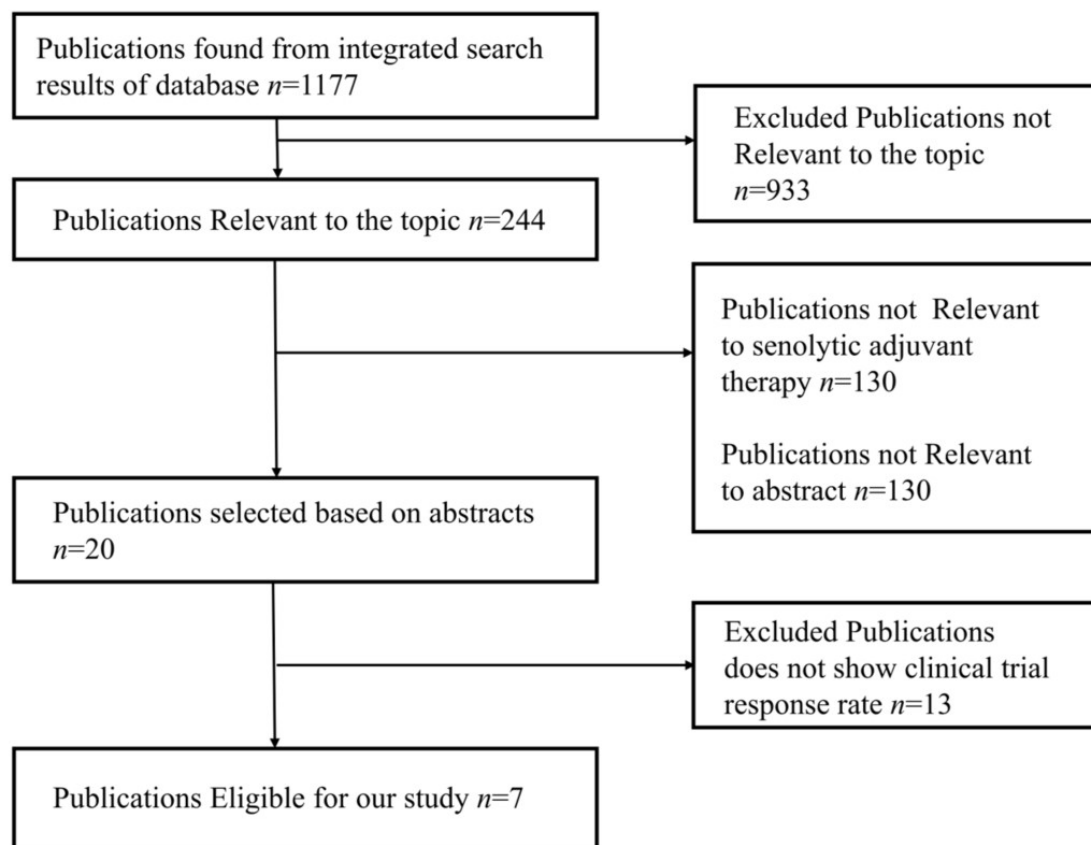 Publications found from integrated search
results of database n=1177
Excluded Publications not
Relevant to the topic
n=933
Publications Relevant to the topic n=244
Publications not  Relevant
to senolytic adjuvant
therapy n=130
Publications not Relevant
to abstract n=130
Publications selected based on abstracts
n=20
Excluded Publications
does not show clinical trial
response rate n=13
Publications Eligible for our study n=7